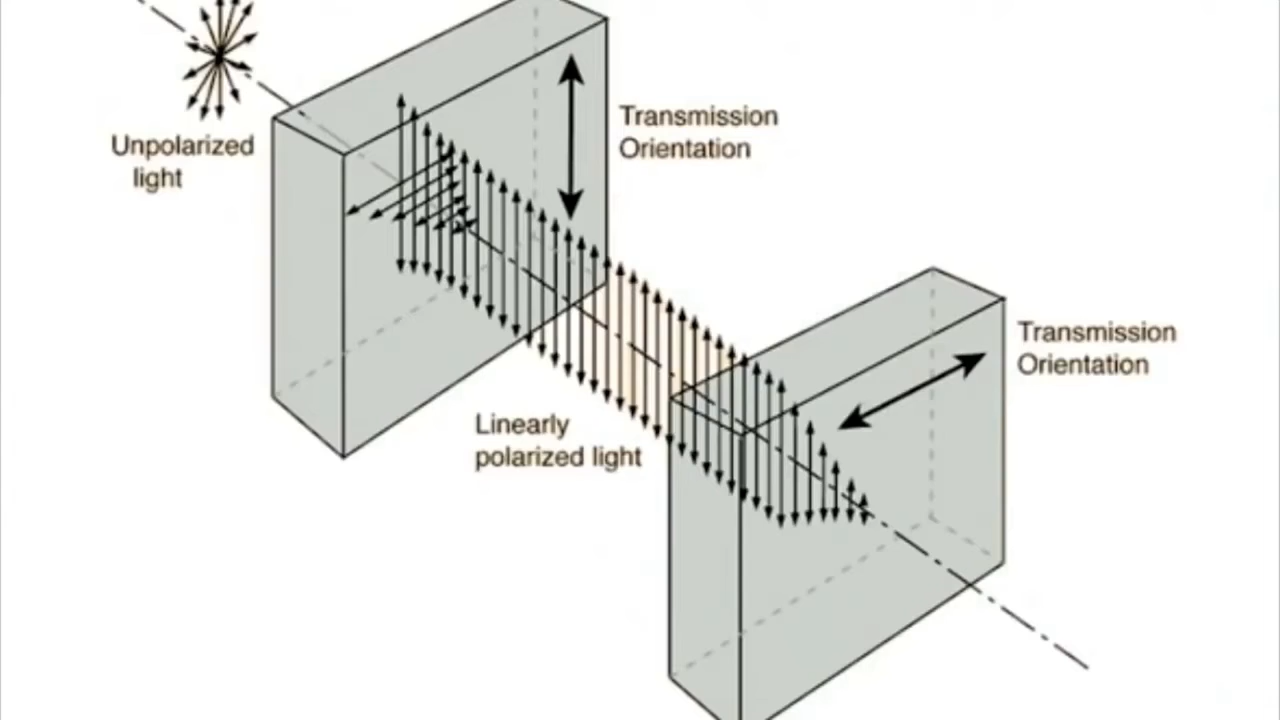 Unpolarized
light
Transmission
Orientation
Linearly
polarized light
Transmission
Orientation